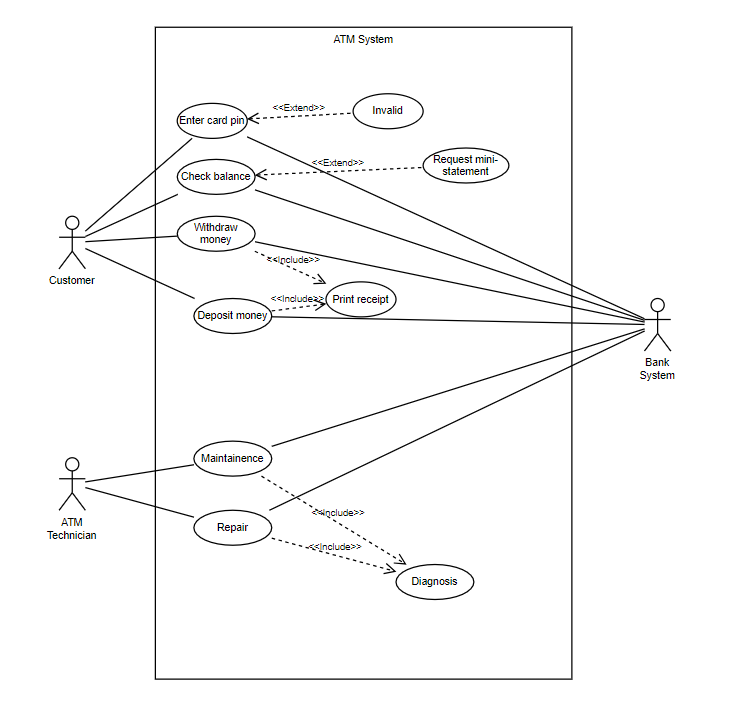 ATM System
<<Extend>>
Invalid
Enter card pin
<<Extend>>
Request mini-
statement
Check balance
Withdraw
money
<<Include>>
Customer
<<Include>>
Print receipt
Deposit money
Bank
System
Maintainence
<<Include>>
ATM
Technician
Repair
<<Include>>
Diagnosis